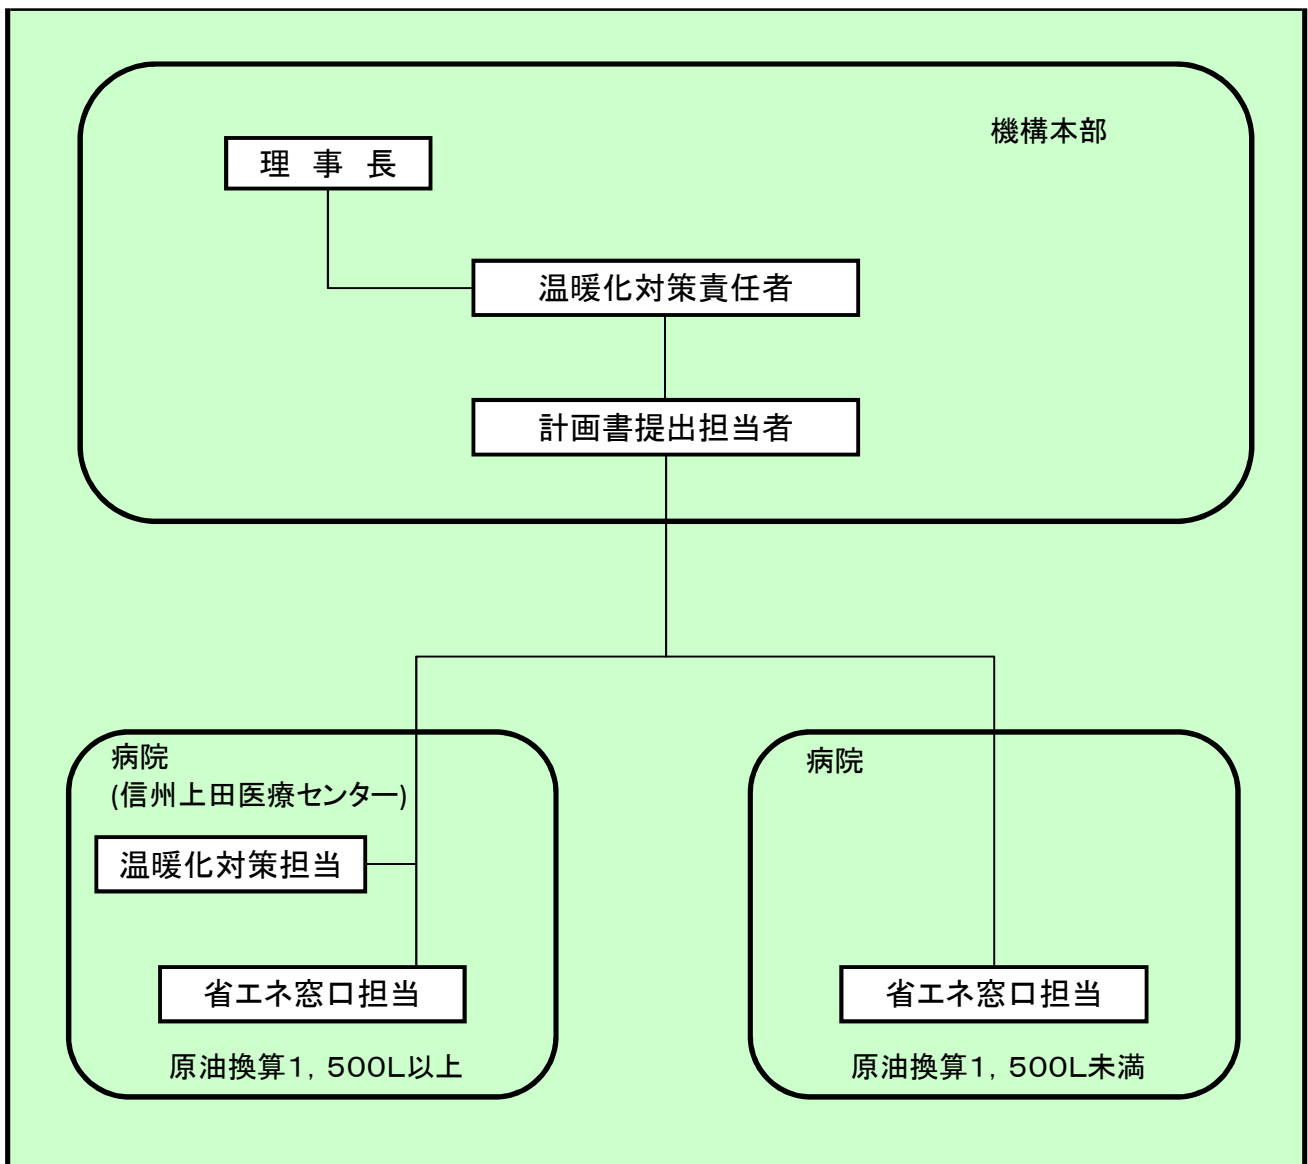 機構本部
理 事 長
温暖化対策責任者
計画書提出担当者
病院
(信州上田医療センター)
温暖化対策担当
省エネ窓口担当
原油換算1，500L以上
病院
省エネ窓口担当
原油換算1，500L未満